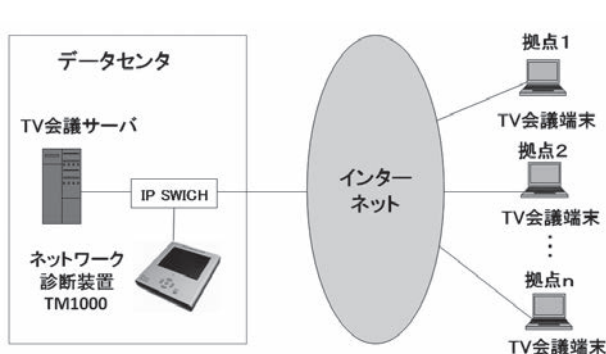 データセンタ
TV会議サーバ
IP SWICH
ネットワーク
診断装置
TM1000
インター
ネット
拠点1
TV会議端末
拠点2
TV会議端末
⋮
拠点n
TV会議端末